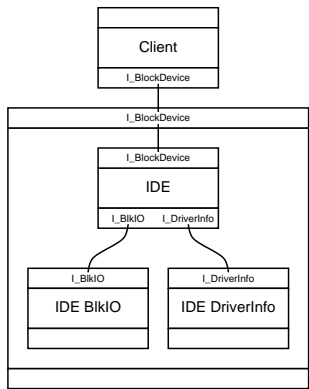 Client
I_BlockDevice
I_BlockDevice
I_BlockDevice
IDE
I_BlkIO I_DriverInfo
I_BlkIO I_DriverInfo
IDE BlkIO IDE DriverInfo